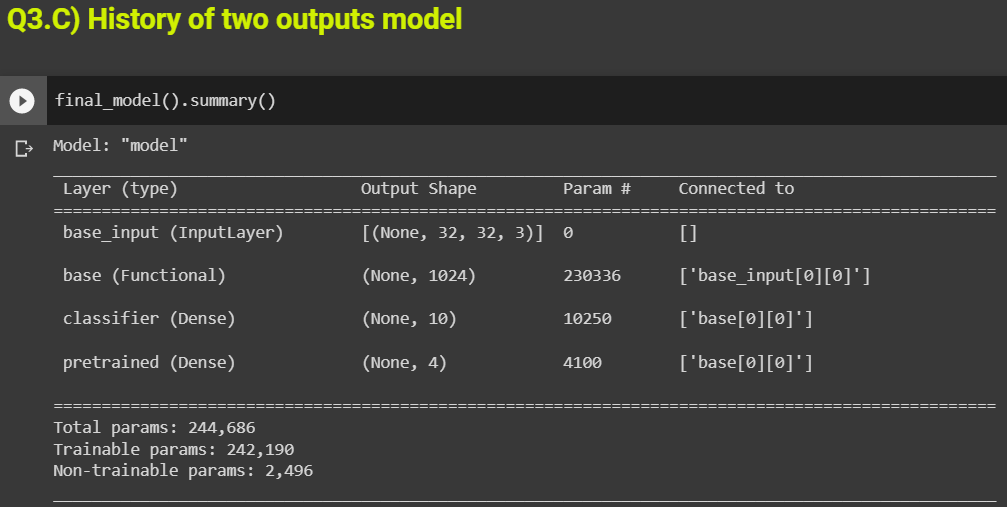 Q3.C) History of two outputs model
final_model().summary()
Model: "model"
Layer (type) Output Shape Param # Connected to
base_input (InputLayer) [(None, 32, 32, 3)] 0 []
base (Functional) (None, 1024) 230336 ['base_input[0][0]']
classifier (Dense) (None, 10) 10250 ['base[0][0]']
pretrained (Dense) (None, 4) 4100 ['base[0][0]']
Total params: 244,686
Trainable params: 242,190
Non-trainable params: 2,496